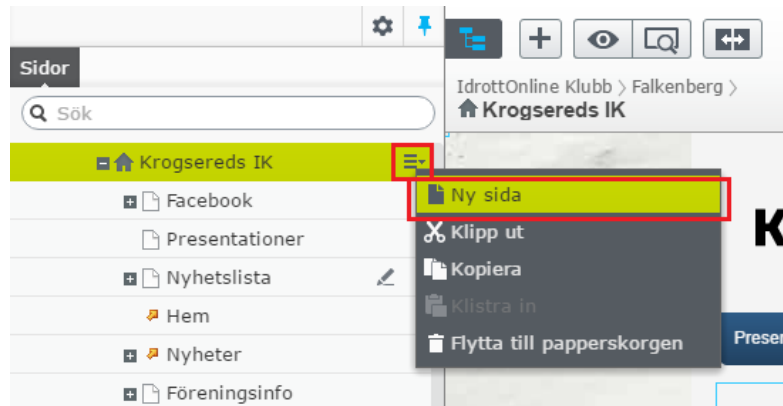 Sidor
Sök
Krogsereds IK
Facebook
Presentationer
Nyhetslista
Hem
Nyheter
Föreningsinfo
IdrottOnline Klubb > Falkenberg >
Krogsereds IK
Ny sida
Klipp ut
Kopiera
Klistra in
Flytta till papperskorgen
K
Presen